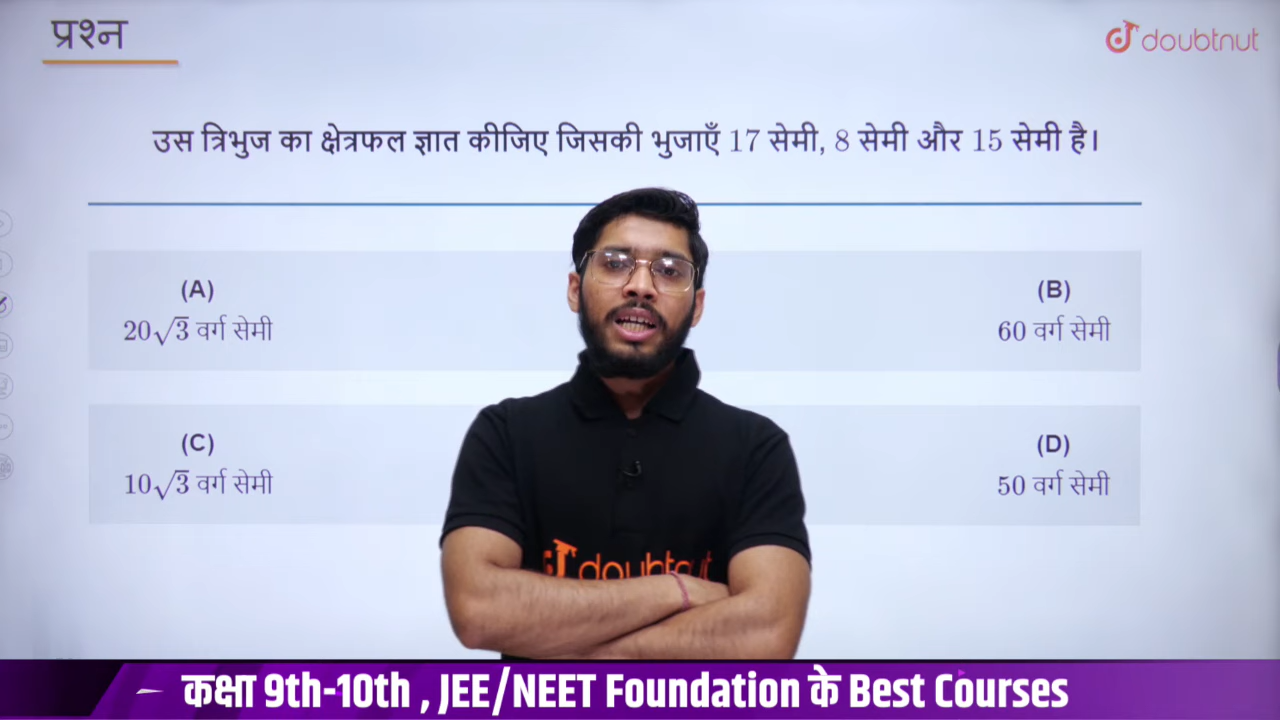 प्रश्न
doubtnut
उस त्रिभुज का क्षेत्रफल ज्ञात कीजिए जिसकी भुजाएँ 17 सेमी, 8 सेमी और 15 सेमी है।
(A)
20√3 वर्ग सेमी
(B)
60 वर्ग सेमी
(C)
10√3 वर्ग सेमी
(D)
50 वर्ग सेमी
doubtnut
कक्षा 9th-10th , JEE/NEET Foundation के Best Courses